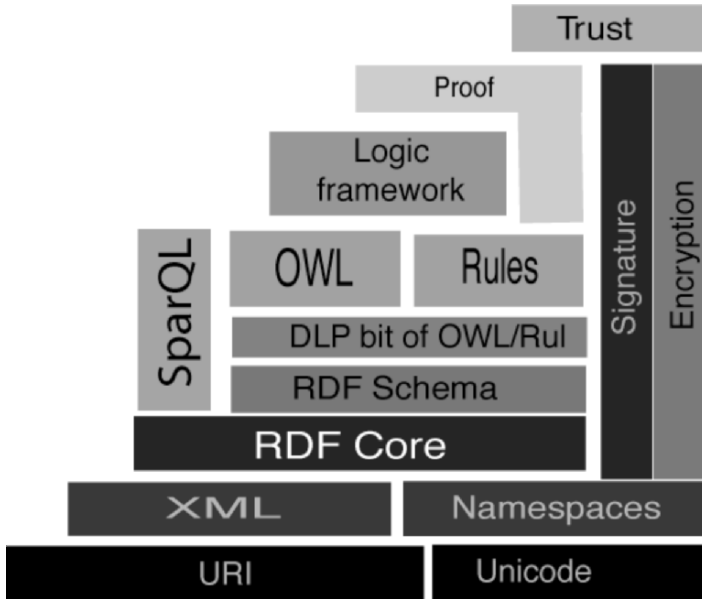 Trust
Proof
Logic
framework
Signature
Encryption
SparQL
OWL
Rules
DLP bit of OWL/Rul
RDF Schema
RDF Core
XML
Namespaces
URI
Unicode